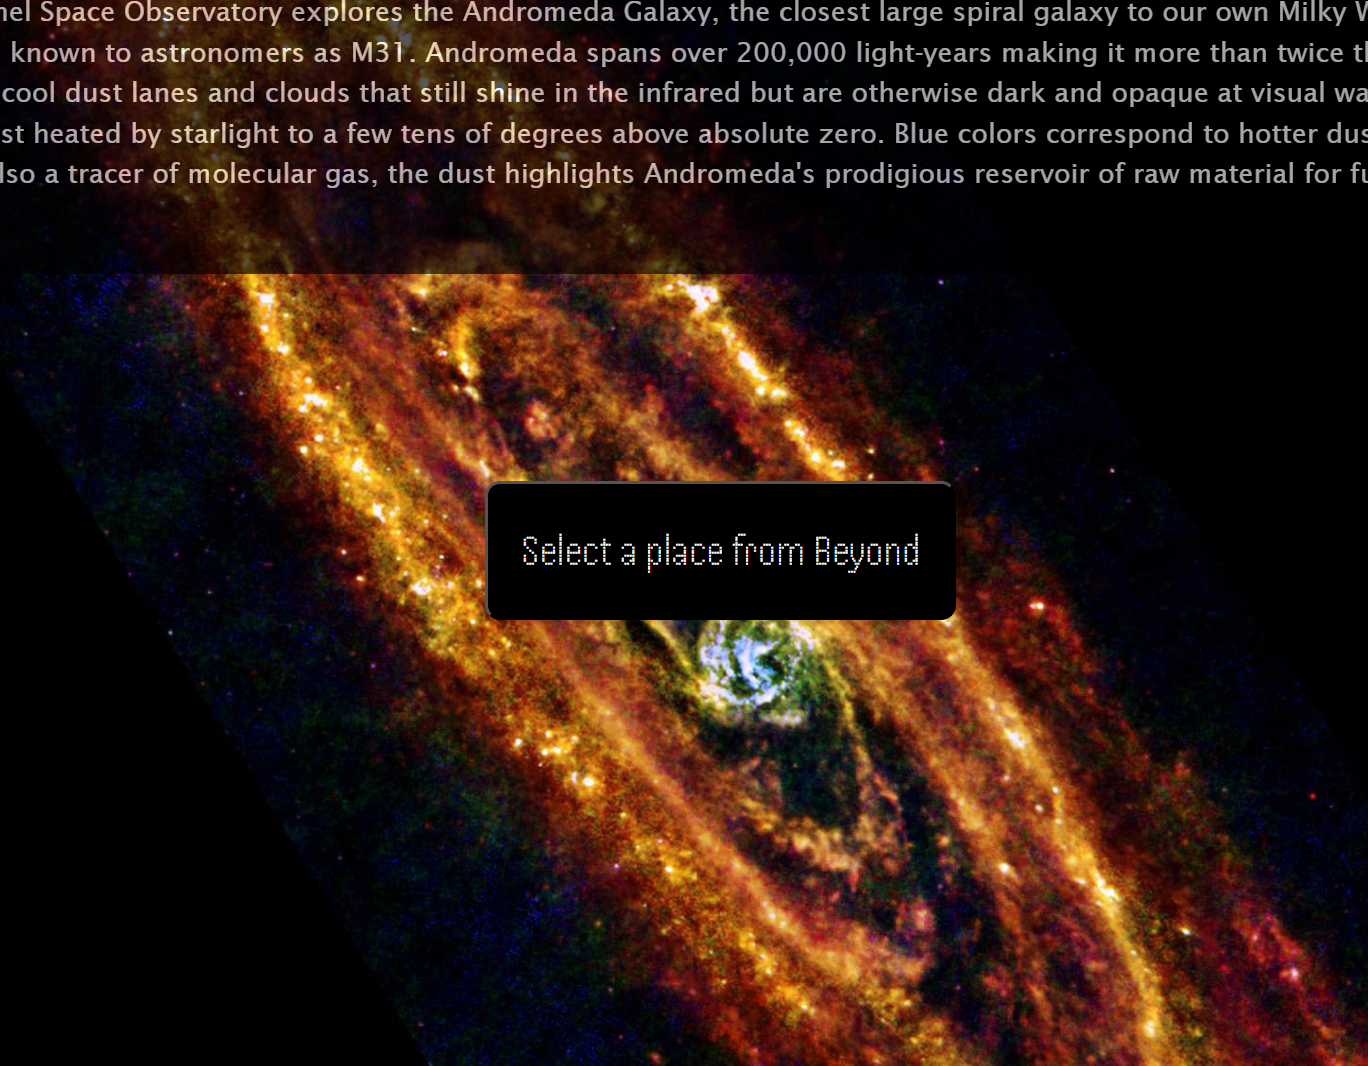 nel Space Observatory explores the Andromeda Galaxy, the closest large spiral galaxy to our own Milky W
known to astronomers as M31. Andromeda spans over 200,000 light-years making it more than twice th
cool dust lanes and clouds that still shine in the infrared but are otherwise dark and opaque at visual wa
st heated by starlight to a few tens of degrees above absolute zero. Blue colors correspond to hotter dus
lso a tracer of molecular gas, the dust highlights Andromeda's prodigious reservoir of raw material for fu
Select a place from Beyond